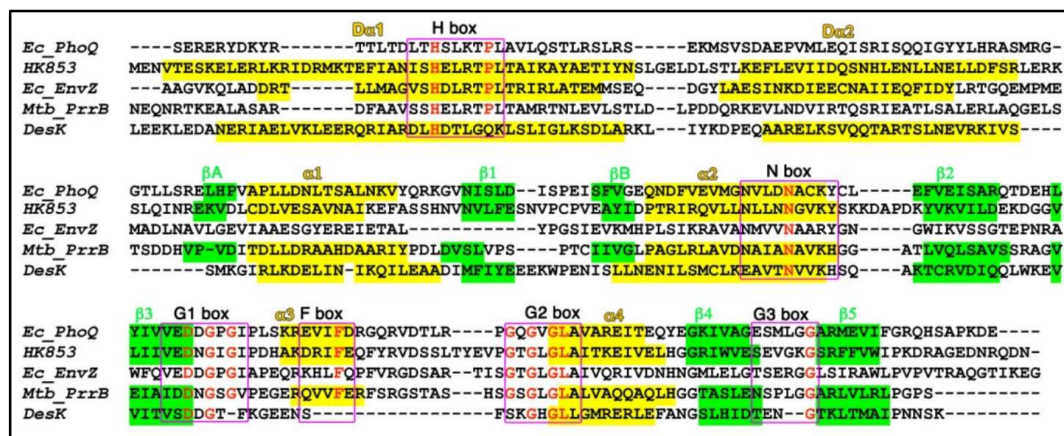 Dα1 H box Dα2
Ec_PhoQ -----SERERYDKYR------TTLTDLTHSLKTPLAVLQSTLRSLRS-----EKMSVSDAEPVMLEQISRISQQIGYYLHRASMRG-
HK853 MENVTESKELERLKRIDRMKTEFIANISHELRTPLTAIKAYAETIYNSLGELDLSTLKEFLEVIIDQSNHLENLLNELLDFSRLERK
Ec_EnvZ ---AAGVKQLADDRT------LLMAGVSHDLRTPLTRIRLATEMMSEQ----DGYLAESINKDIEECNAIIEQFIDYLRTGQEMPME
Mtb_PrrB NEQNRTKEALASAR-------DFAAVSSHELRTPLTAMRTNLEVLSTLD--LPDDQRKEVLNDVIRTQSRIEATLSALERLAQGELS
DesK LEEKLEDANERIAELVKLEERQRIARDLHDTLGQKLSLIGLKSDLARKL---IYKDPEQAARELKSVQQTARTSLNEVRKIVS----
βA α1 β1 βB α2 N box β2
Ec_PhoQ GTLLSRELHPVAPLLDNLTSALNKVYQRKGVNISLD-ISPEISFVGEQNDFVEVMGNVLDNACKYCL-----EFVEISARQTDEHL
HK853 SLQINREKVDLCDLVESAVNAIKEFASSHNVNVLFESNVPCPVEAYIDPTRIRQVLLNLLNNGVKYSKKDAPDKYVKVILDEKDGGV
Ec_EnvZ MADLNAVLGEVIAAESGYEREIETAL--------YPGSIEVKMHPLSIKRAVANMVVNAARYGN-----GWIKVSSGTEPNRA
Mtb_PrrB TSDDHVP-VDITDLLDRAAHDAARIYPDLDVSLVPS---PTCIIVGLPAGLRLAVDNAIANAVKHGG----ATLVQLSAVSSRAGV
DesK -----SMKGIRLKDELIN-IKQILEAADIMFIYEEEKWPENISLLNENILSMCLKEAVTNVVKHSQ----AKTCRVDIQQLWKEV
β3 G1 box α3 F box G2 box α4 β4 G3 box β5
Ec_PhoQ YIVVEDDGPGIPLSKREVIFDRGQRVDTLR-----PGQGVGLAVAREITEQYEGKIVAGESMLGGARMEVIFGRQHSAPKDE-
HK853 LIIVEDNGIGIPDHAKDRIFEQFYRVDSSLTYEVPGTGLGLAITKEIVELHGGRIWVESEVGKGSRFFVWIPKDRAGEDNRQDN-
Ec_EnvZ WFQVEDDGPGIAPEQRKHLFQPFVRGDSAR-TISGTGLGLAIVQRIVDNHNGMLELGTSERGGLSIRAWLPVPVTRAQGTIKEG
Mtb_PrrB EIAIDDNGSGVPEGERQVVFERFSRGSTAS-HSGSGLGLALVAQQAQLHGGTASLENSPLGGARLVLRLPGPS------
DesK VITVSDDGT-FKGEENS------------FSKGHGLLGMRERLEFANGSLHIDTEN--GTKLTMAIPNNSK------